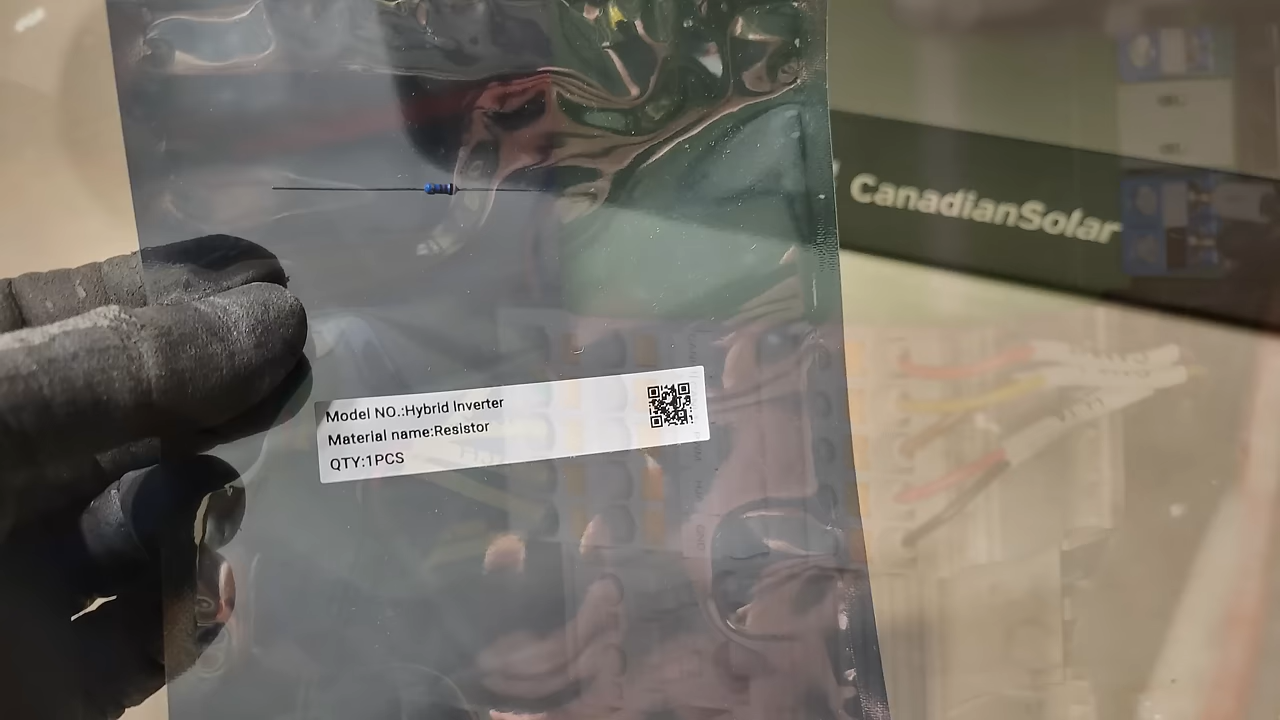 CanadianSolar
Model NO.:Hybrid Inverter
Material name:Resistor
QTY:1PCS